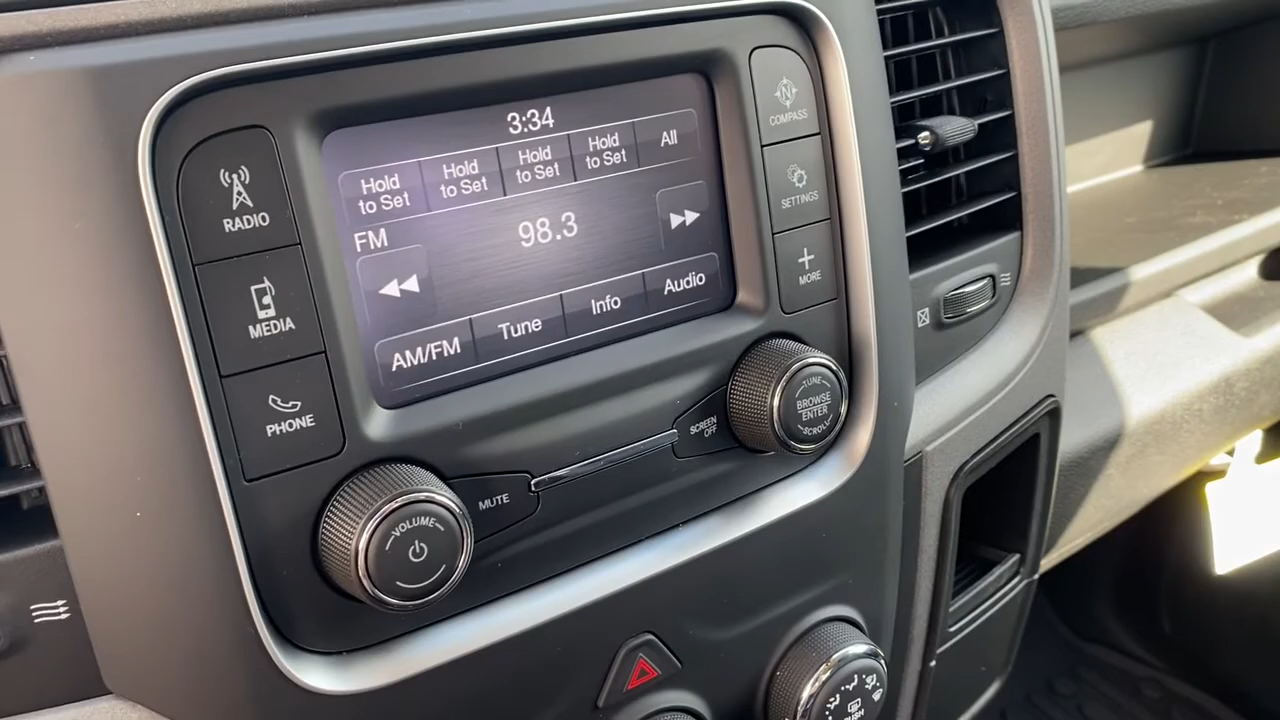 3:34
Hold
to Set
Hold
to Set
Hold
to Set
Hold
to Set
All
FM
98.3
AM/FM
Tune
Info
Audio
RADIO
MEDIA
PHONE
N
COMPASS
SETTINGS
MORE
VOLUME
MUTE
SCREEN
OFF
TUNE
BROWSE
ENTER
SCROLL
PUSH